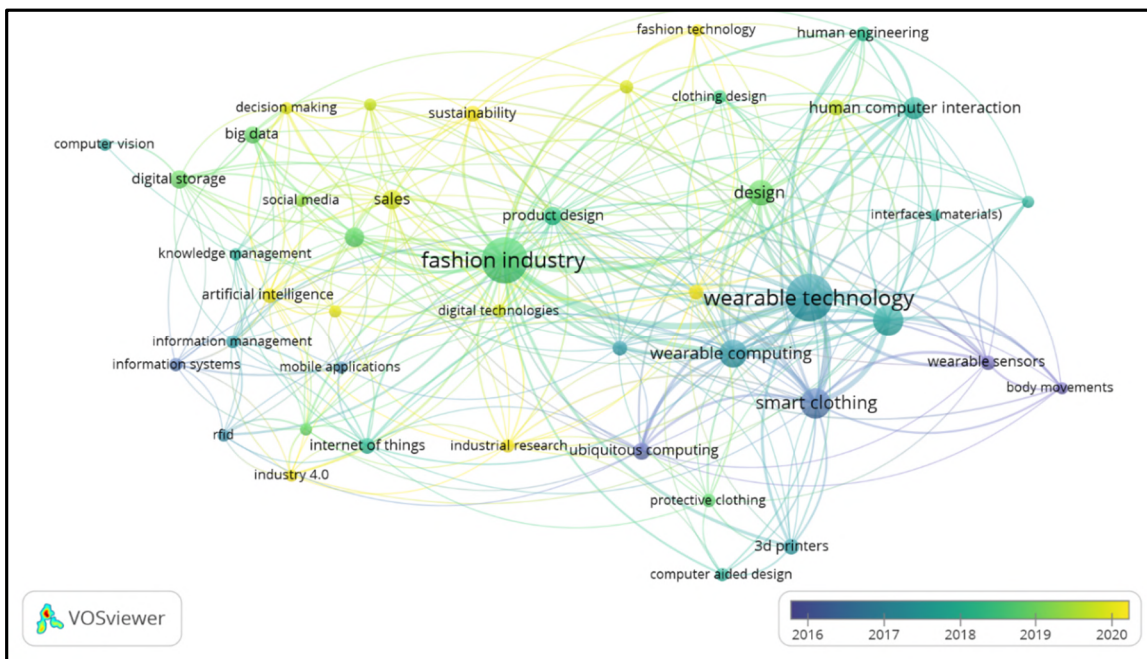 fashion technology
human engineering
clothing design
human computer interaction
decision making
sustainability
big data
computer vision
digital storage
social media
sales
design
product design
interfaces (materials)
knowledge management
fashion industry
artificial intelligence
wearable technology
digital technologies
information management
wearable computing
information systems
mobile applications
wearable sensors
body movements
smart clothing
rfid
internet of things
industrial research
ubiquitous computing
industry 4.0
protective clothing
3d printers
computer aided design
VOSviewer
2016 2017 2018 2019 2020